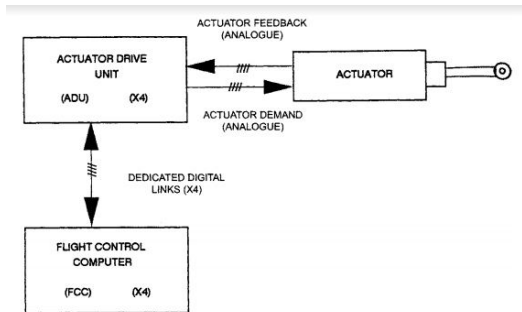 ACTUATOR FEEDBACK
(ANALOGUE)
ACTUATOR DRIVE
UNIT
(ADU) (X4)
ACTUATOR
ACTUATOR DEMAND
(ANALOGUE)
DEDICATED DIGITAL
LINKS (X4)
FLIGHT CONTROL
COMPUTER
(FCC) (X4)